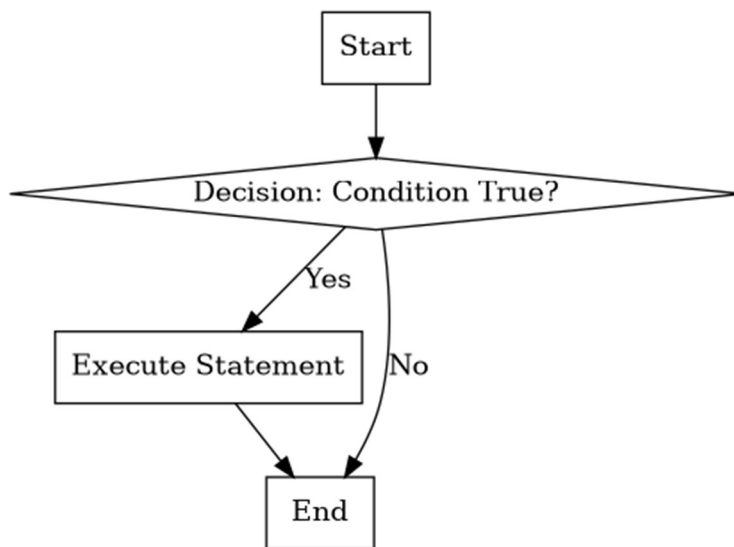 Start
Decision: Condition True?
Yes
Execute Statement
No
End